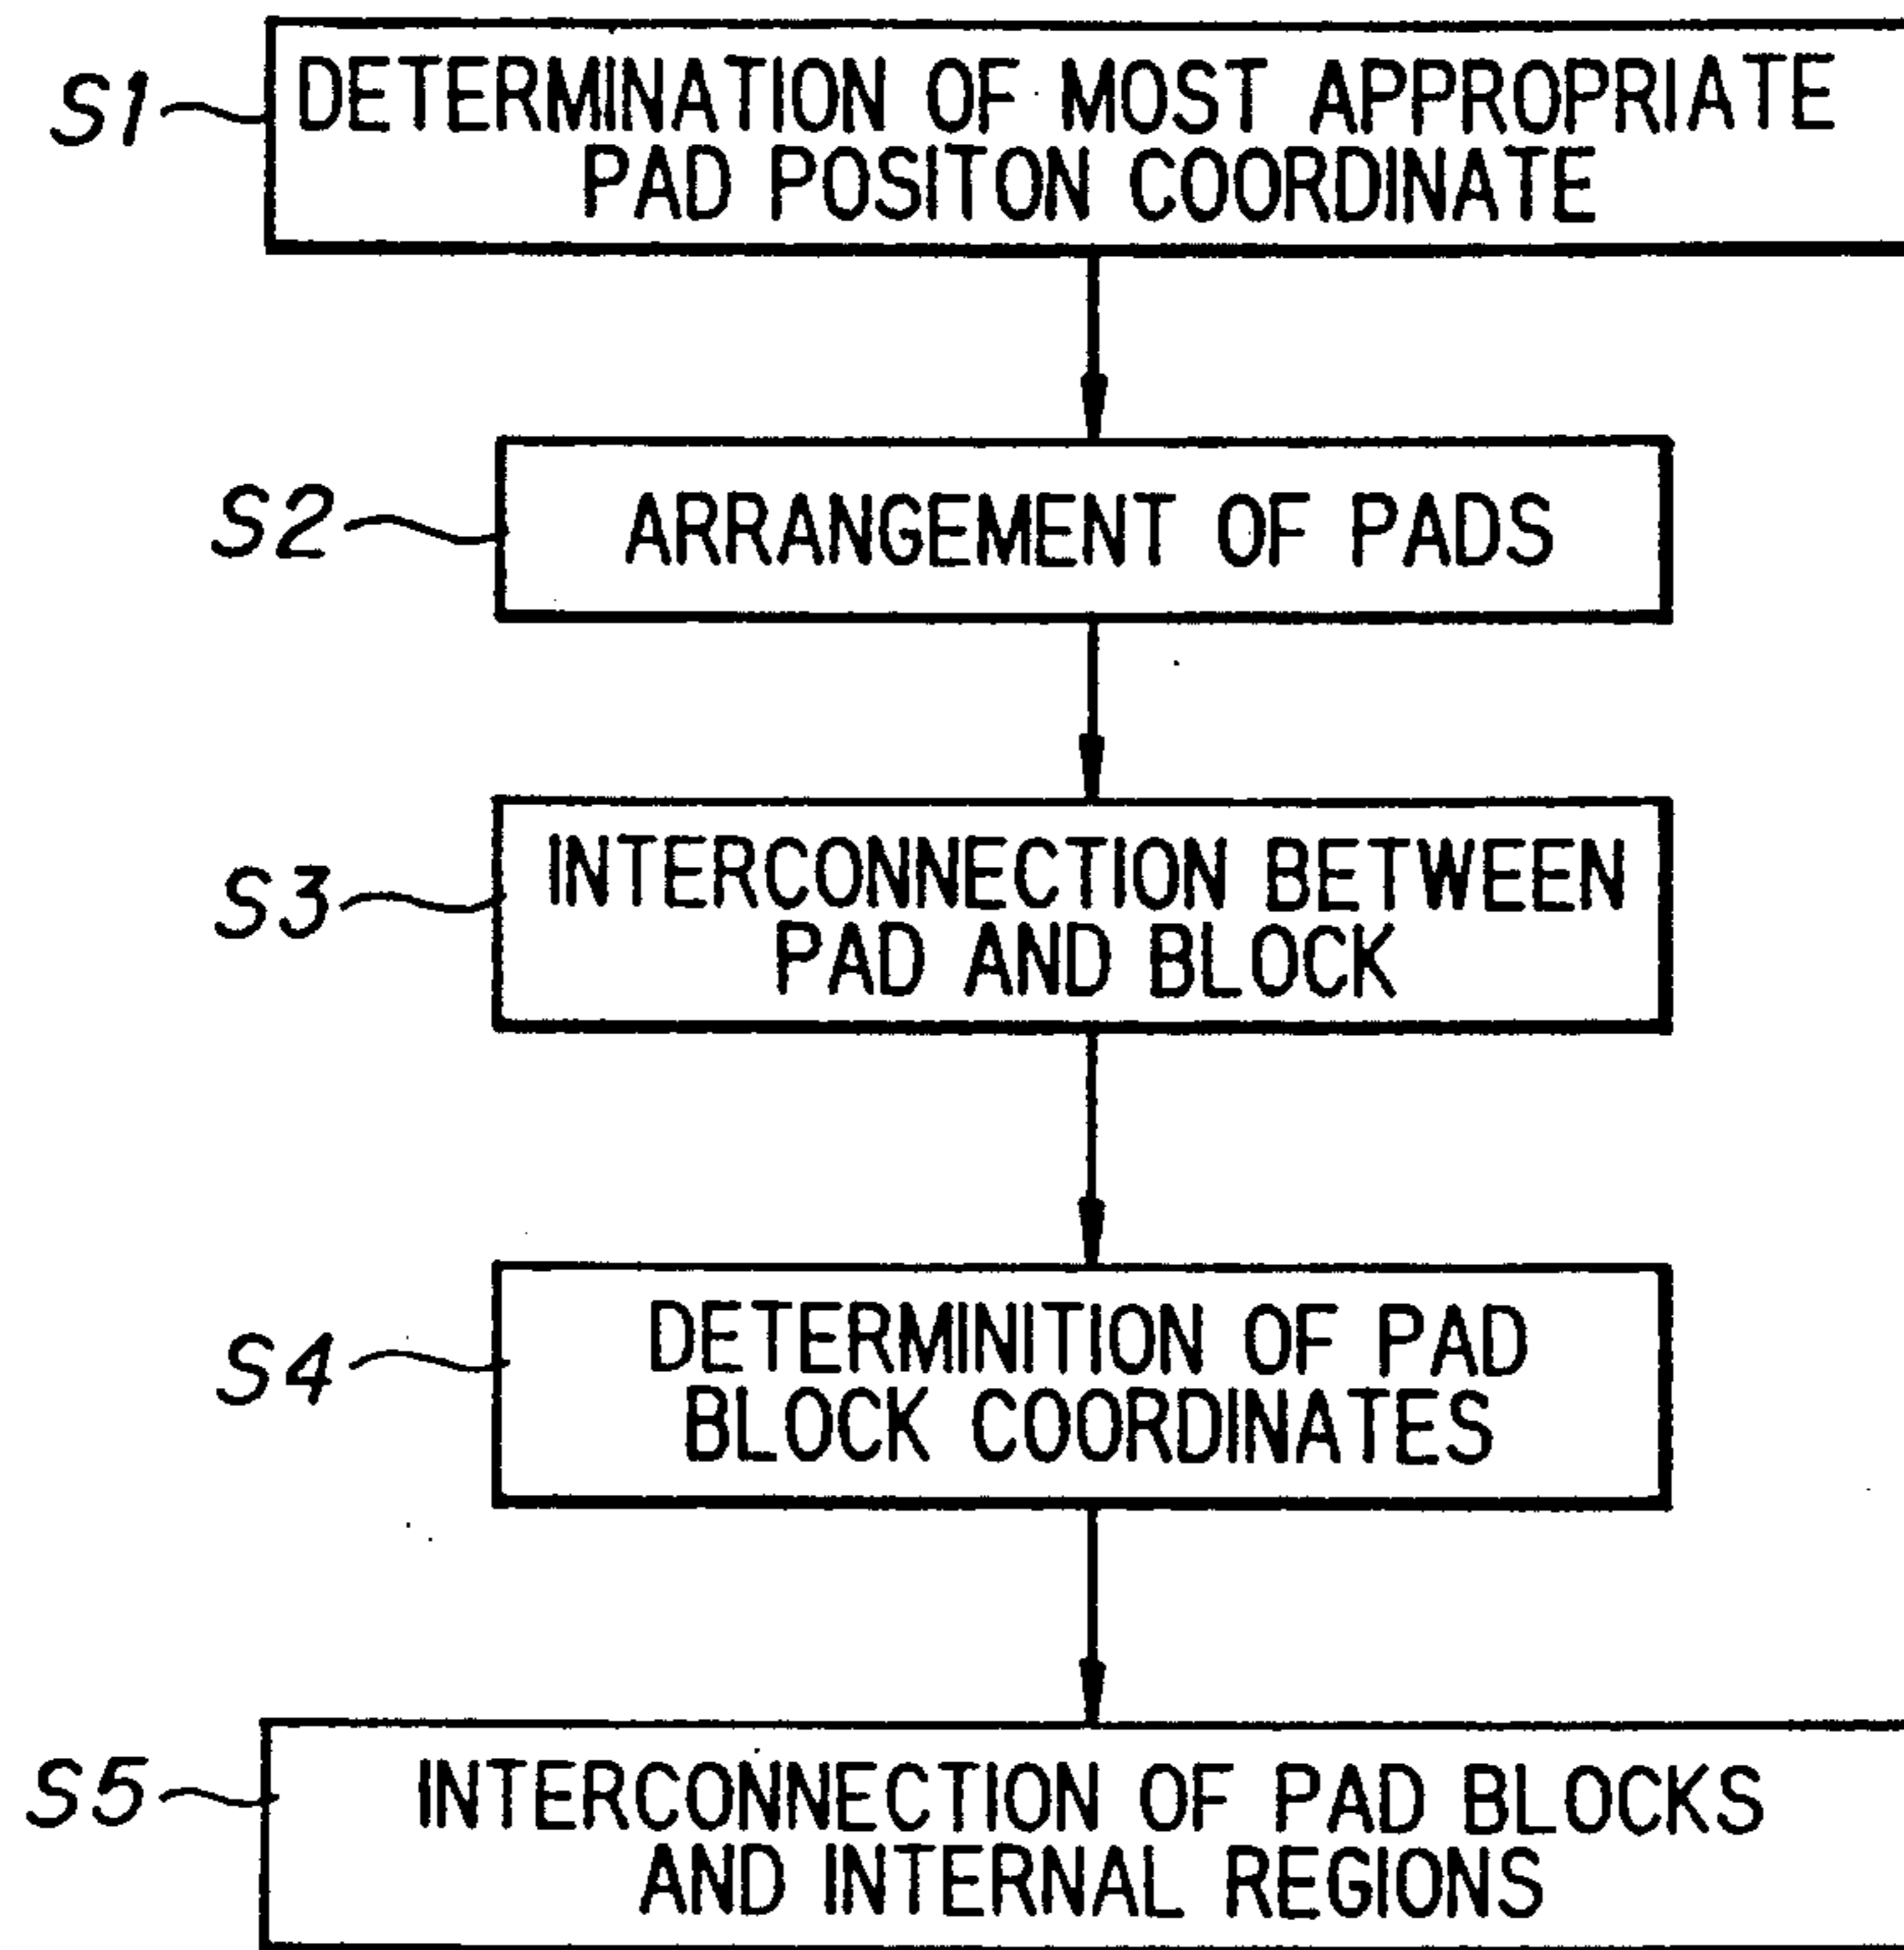 S1
DETERMINATION OF MOST APPROPRIATE
PAD POSITON COORDINATE
S2
ARRANGEMENT OF PADS
S3
INTERCONNECTION BETWEEN
PAD AND BLOCK
S4
DETERMINITION OF PAD
BLOCK COORDINATES
S5
INTERCONNECTION OF PAD BLOCKS
AND INTERNAL REGIONS